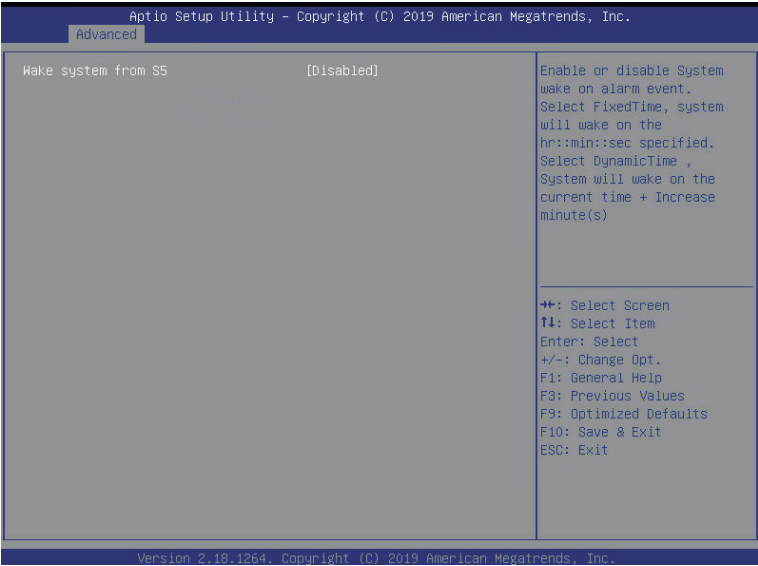 Aptio Setup Utility – Copyright (C) 2019 American Megatrends, Inc.
Advanced
Wake system from S5 [Disabled]
Enable or disable System
wake on alarm event.
Select FixedTime, system
will wake on the
hr::min::sec specified.
Select DynamicTime ,
System will wake on the
current time + Increase
minute(s)
→←: Select Screen
↑↓: Select Item
Enter: Select
+/-: Change Opt.
F1: General Help
F3: Previous Values
F9: Optimized Defaults
F10: Save & Exit
ESC: Exit
Version 2.18.1264. Copyright (C) 2019 American Megatrends, Inc.